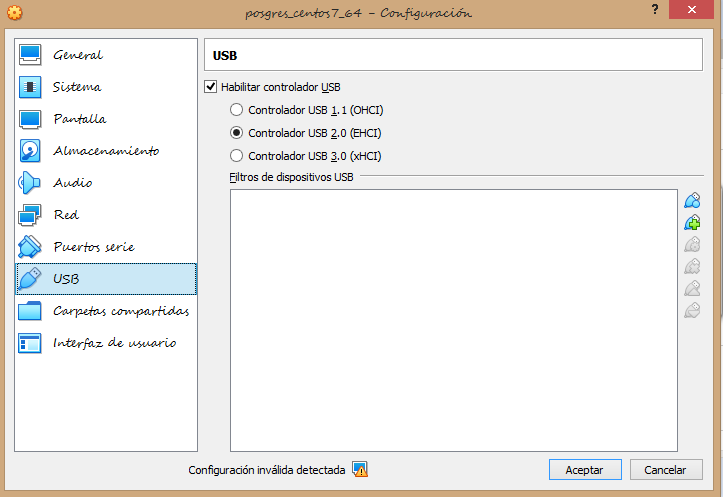 posgres_centos7_64 - Configuración
?
General
Sistema
Pantalla
Almacenamiento
Audio
Red
Puertos serie
USB
Carpetas compartidas
Interfaz de usuario
USB
Habilitar controlador USB
Controlador USB 1.1 (OHCI)
Controlador USB 2.0 (EHCI)
Controlador USB 3.0 (xHCI)
Filtros de dispositivos USB
Configuración inválida detectada
Aceptar
Cancelar